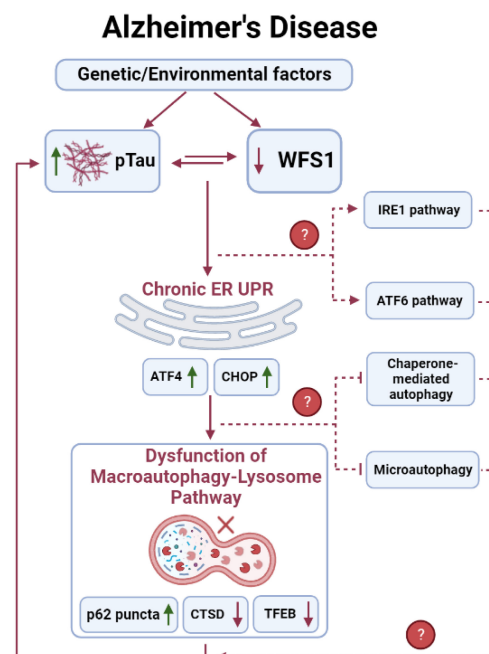 Alzheimer's Disease
Genetic/Environmental factors
pTau
WFS1
IRE1 pathway
?
Chronic ER UPR
ATF6 pathway
ATF4
CHOP
Chaperone-
mediated
autophagy
?
Dysfunction of
Macroautophagy-Lysosome
Pathway
Microautophagy
p62 puncta
CTSD
TFEB
?